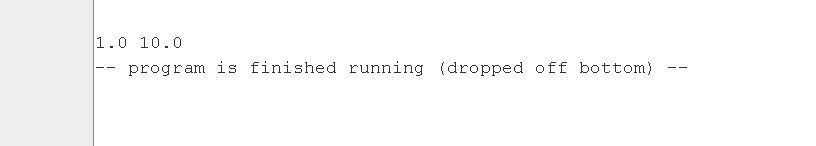 1.0 10.0
-- program is finished running (dropped off bottom) --